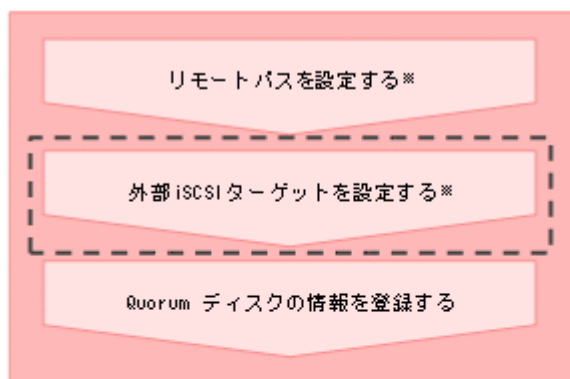 リモートパスを設定する※
外部iSCSIターゲットを設定する※
Quorum ディスクの情報を登録する